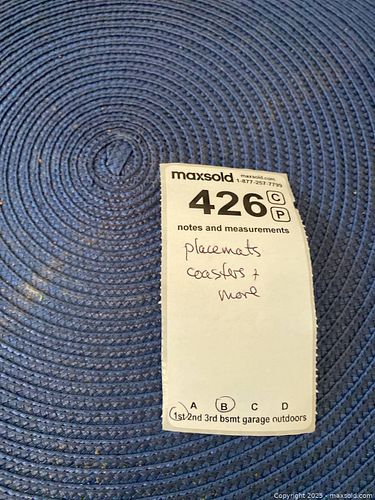 maxsold maxsold.com
1-877-257-7799
426 C
P
notes and measurements
placemats
coasters +
more
A B C D
1st 2nd 3rd bsmt garage outdoors
Copyright 2025 - maxsold.com